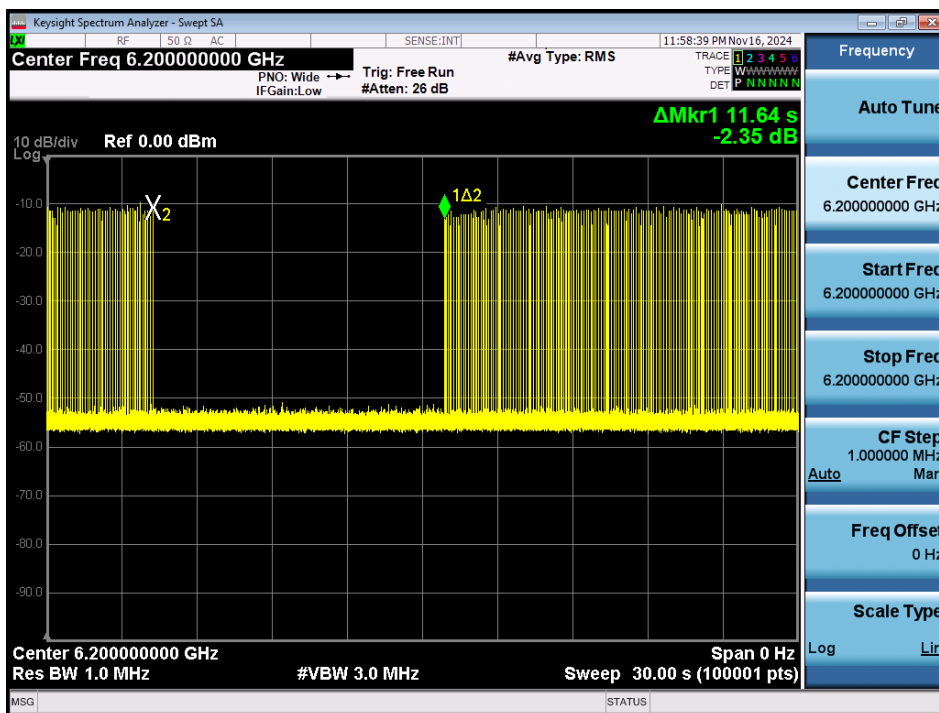 Keysight Spectrum Analyzer - Swept SA
LXI RF 50 Ω AC SENSE:INT 11:58:39 PM Nov 16, 2024
Center Freq 6.200000000 GHz
PNO: Wide
IFGain:Low
Trig: Free Run
#Atten: 26 dB
#Avg Type: RMS
TRACE 1 2 3 4 5 6
TYPE WWWWWW
DET P N N N N N
ΔMkr1 11.64 s
-2.35 dB
10 dB/div Ref 0.00 dBm
Log
1Δ2
2
-10.0
-20.0
-30.0
-40.0
-50.0
-60.0
-70.0
-80.0
-90.0
Center 6.200000000 GHz Span 0 Hz
Res BW 1.0 MHz #VBW 3.0 MHz Sweep 30.00 s (100001 pts)
MSG STATUS
Frequency
Auto Tune
Center Freq
6.200000000 GHz
Start Freq
6.200000000 GHz
Stop Freq
6.200000000 GHz
CF Step
1.000000 MHz
Auto Man
Freq Offset
0 Hz
Scale Type
Log Lin